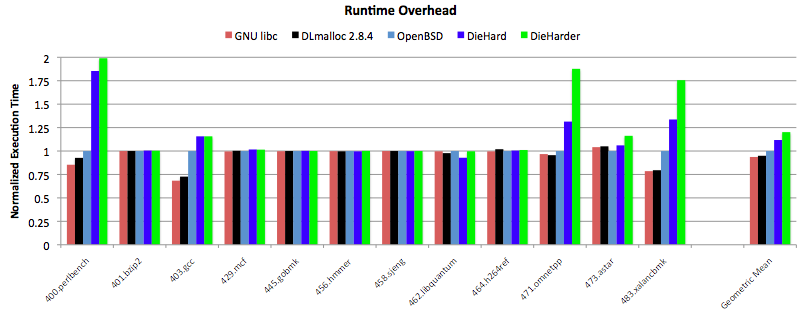 Runtime Overhead
GNU libc DLmalloc 2.8.4 OpenBSD DieHard DieHarder
Normalized Execution Time
2
1.75
1.5
1.25
1
0.75
0.5
0.25
0
400.perlbench
401.bzip2
403.gcc
429.mcf
445.gobmk
456.hmmer
458.sjeng
462.libquantum
464.h264ref
471.omnetpp
473.astar
483.xalancbmk
Geometric Mean